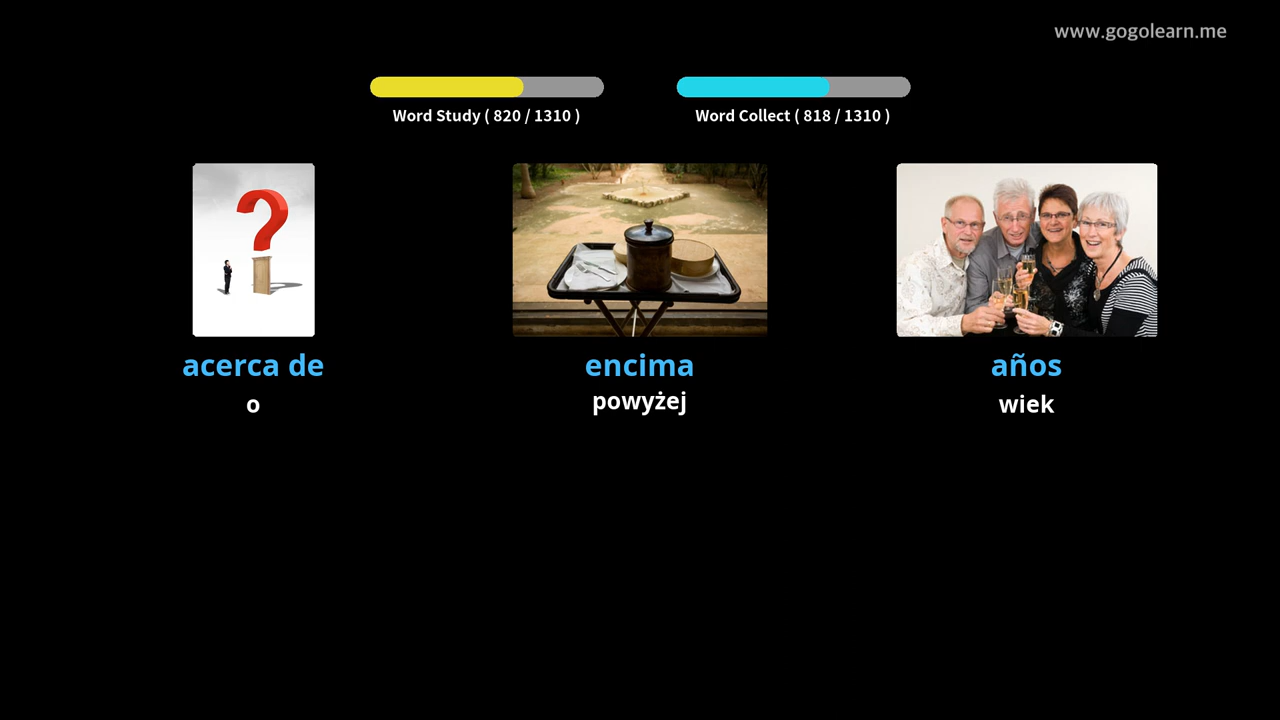 www.gogolearn.me
Word Study ( 820 / 1310 )
Word Collect ( 818 / 1310 )
acerca de
o
encima
powyżej
años
wiek